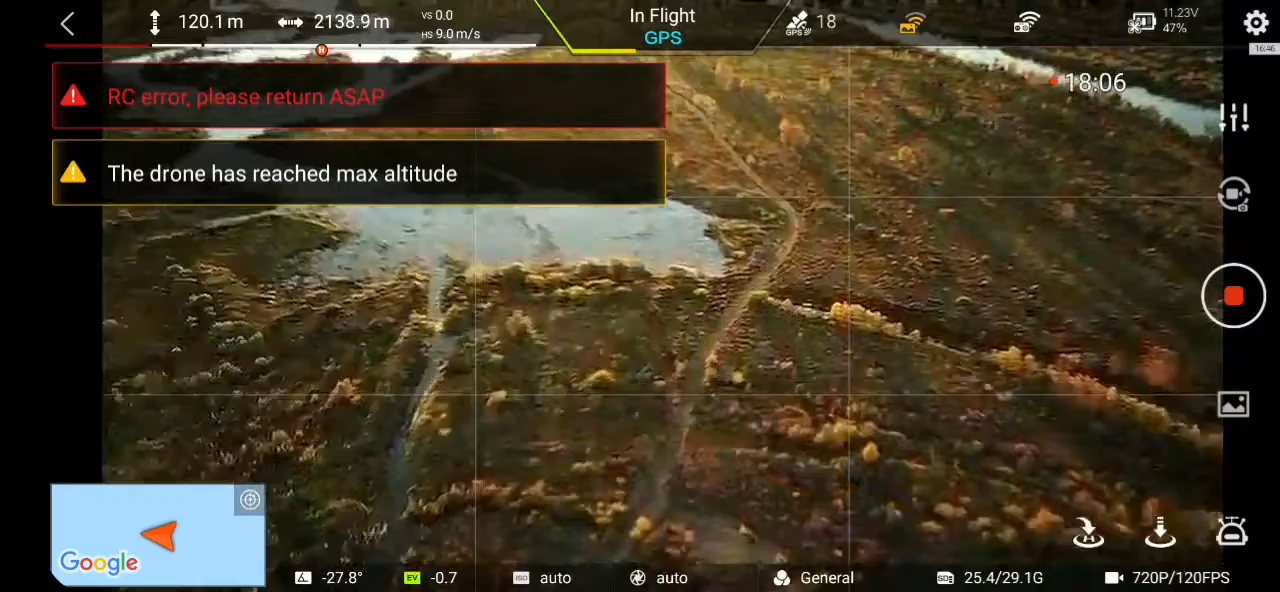 120.1 m
2138.9 m
VS 0.0
HS 9.0 m/s
In Flight
GPS
GPS 18
11.23V
47%
16:46
H
RC error, please return ASAP
18:06
The drone has reached max altitude
Google
-27.8°
EV -0.7
ISO auto
auto
General
SD 25.4/29.1G
720P/120FPS